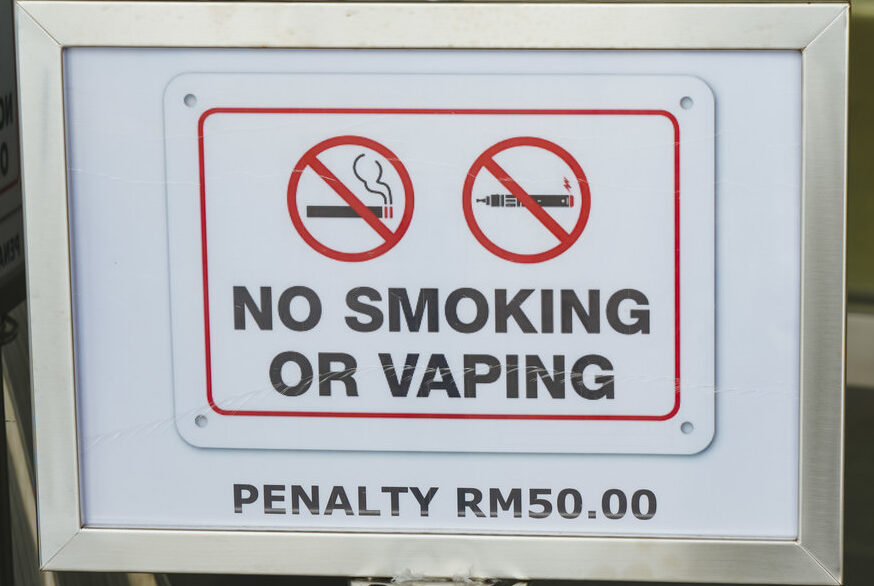 NO SMOKING
OR VAPING
PENALTY RM50.00